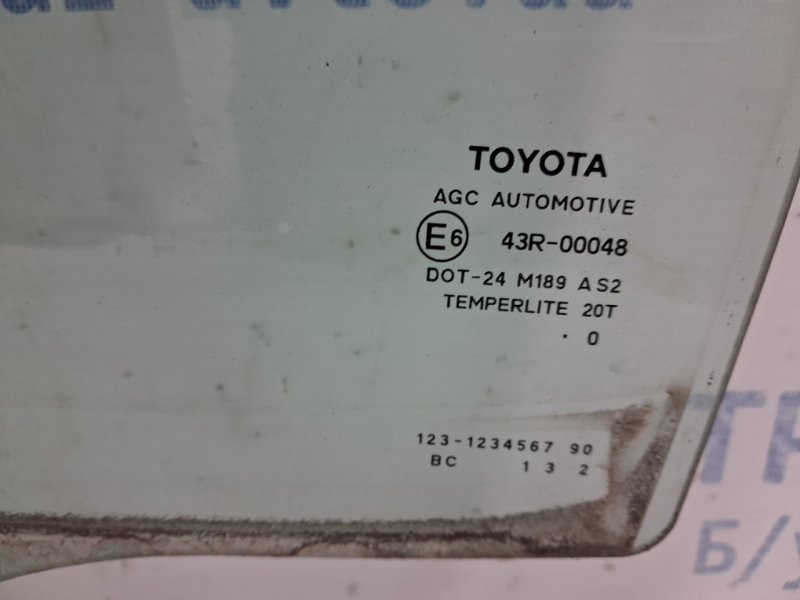 TOYOTA
AGC AUTOMOTIVE
E6 43R-00048
DOT-24 M189 AS2
TEMPERLITE 20T
. 0
123-1234567 90
BC 1 3 2
Б/у